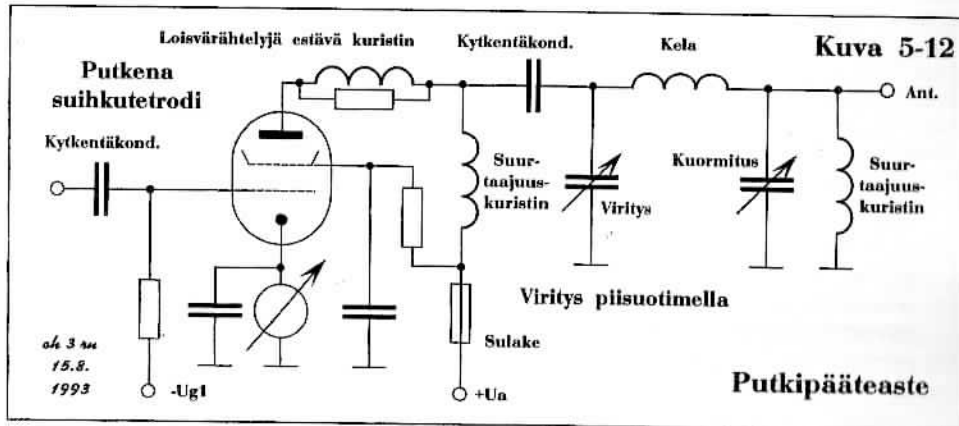 Loisvärähtelyjä estävä kuristin
Kytkentäkond.
Kela
Kuva 5-12
Putkena
suihkutetrodi
Ant.
Kytkentäkond.
Suur-
taajuus-
kuristin
Viritys
Kuormitus
Suur-
taajuus-
kuristin
Viritys piisuotimella
Sulake
oh 3 ru
15.8.
1993
-Ug1
+Ua
Putkipääteaste